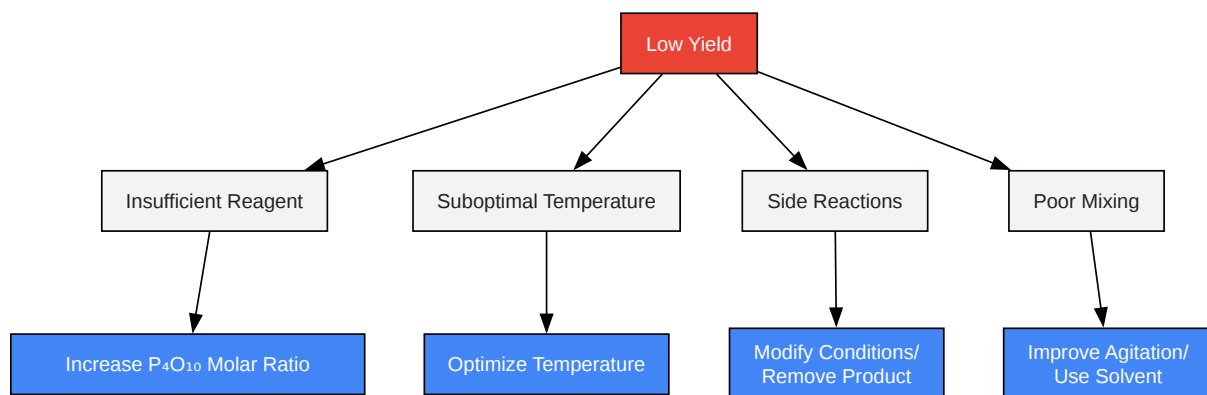 Low Yield
Insufficient Reagent
Suboptimal Temperature
Side Reactions
Poor Mixing
Increase P₄O₁₀ Molar Ratio
Optimize Temperature
Modify Conditions/
Remove Product
Improve Agitation/
Use Solvent